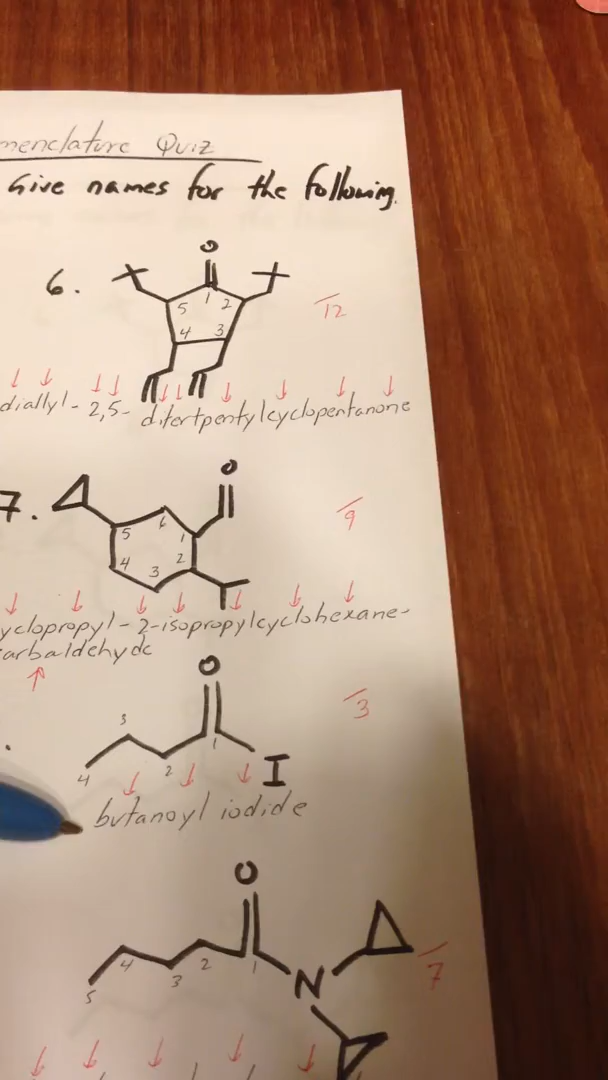 menclature Quiz
Give names for the following.
6.
O
5 1 2
4 3
12
diallyl-2,5-ditertpentylcyclopentanone
7.
O
9
5 6 1
4 3 2
yclopropyl-2-isopropylcyclohexane-
arbaldehyde
O
3
4 3 2 1
I
butanoyl iodide
O
5 4 3 2 1
N
7